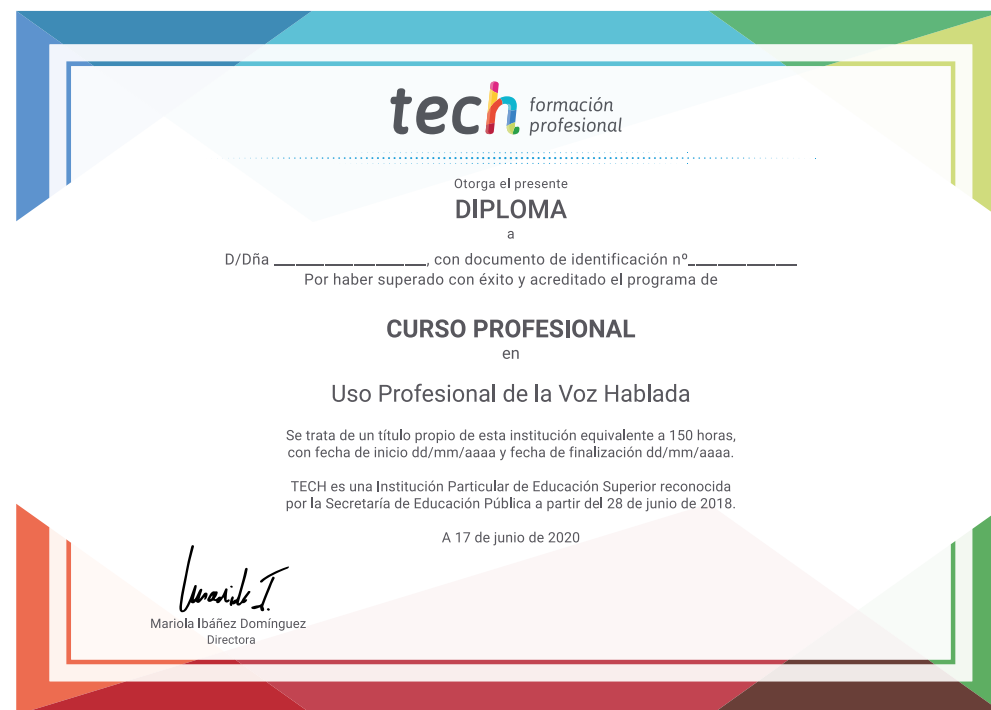 tech formación
profesional
Otorga el presente
DIPLOMA
a
D/Dña ______________, con documento de identificación nº__________
Por haber superado con éxito y acreditado el programa de
CURSO PROFESIONAL
en
Uso Profesional de la Voz Hablada
Se trata de un título propio de esta institución equivalente a 150 horas,
con fecha de inicio dd/mm/aaaa y fecha de finalización dd/mm/aaaa.
TECH es una Institución Particular de Educación Superior reconocida
por la Secretaría de Educación Pública a partir del 28 de junio de 2018.
A 17 de junio de 2020
Mariola I.
Mariola Ibáñez Domínguez
Directora